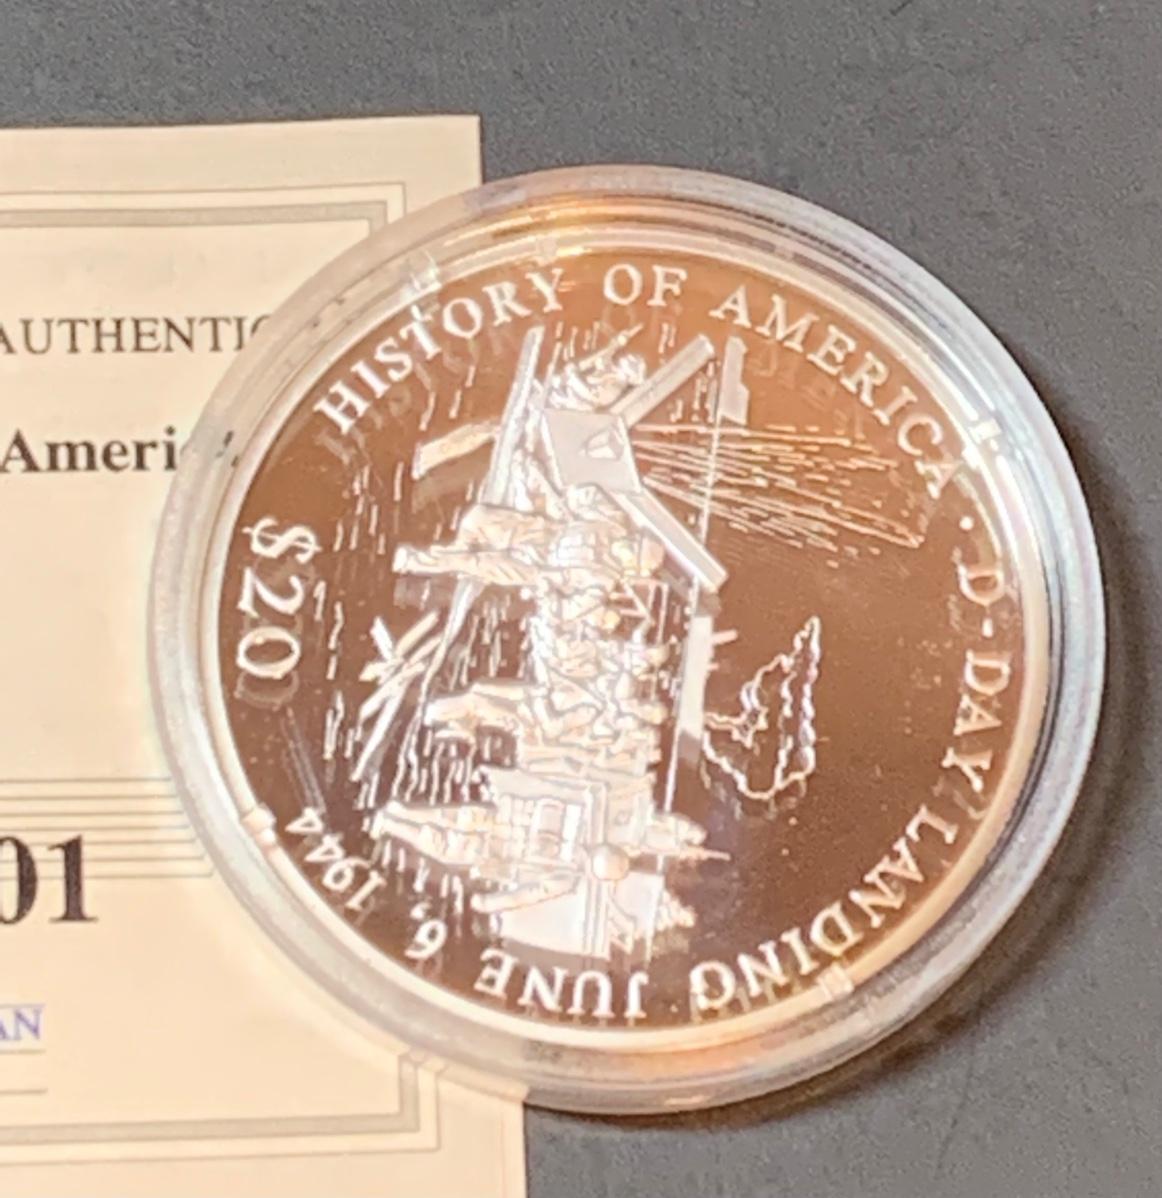 AUTHENTIC
Americ
01
AN
HISTORY OF AMERICA · D-DAY LANDING JUNE 6, 1944
$20